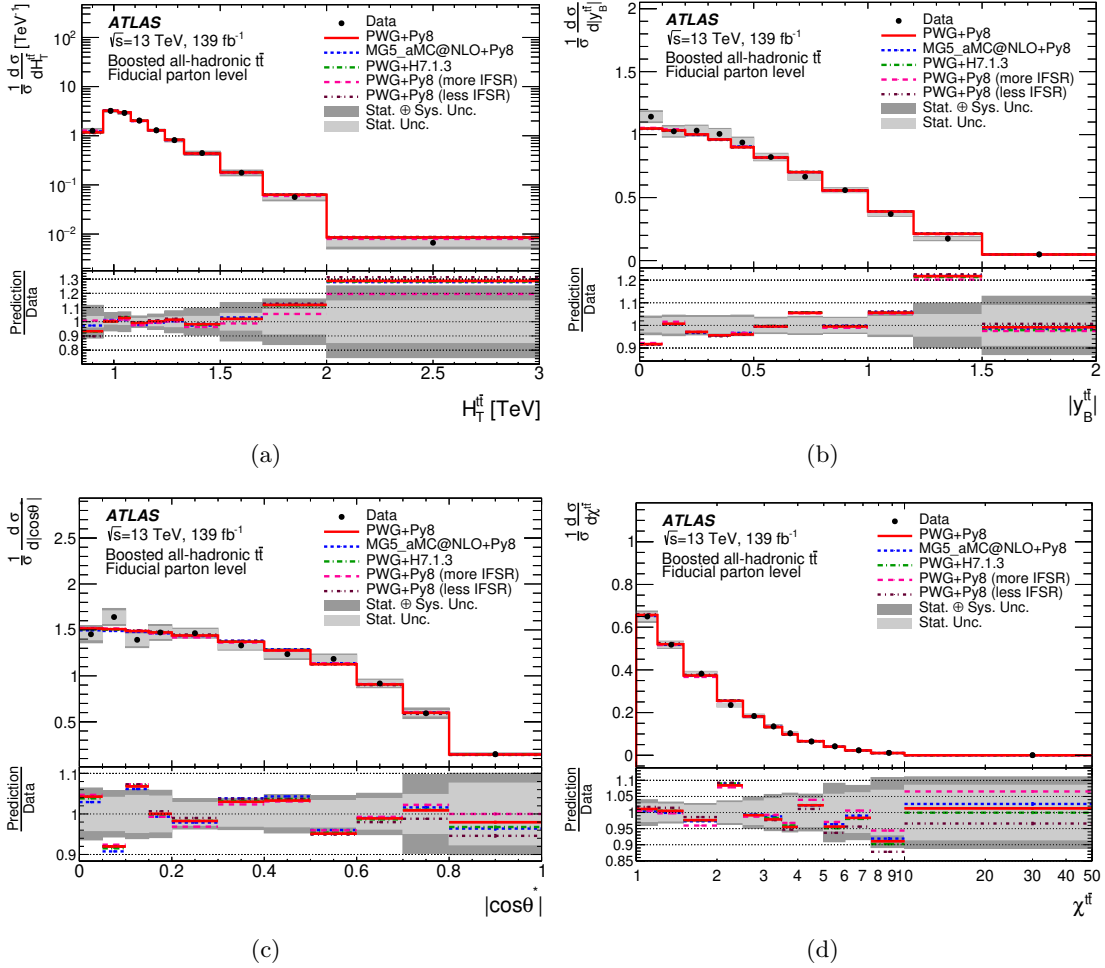 ATLAS
√s=13 TeV, 139 fb⁻¹
Boosted all-hadronic tt̄
Fiducial parton level
Data
PWG+Py8
MG5_aMC@NLO+Py8
PWG+H7.1.3
PWG+Py8 (more IFSR)
PWG+Py8 (less IFSR)
Stat. ⊕ Sys. Unc.
Stat. Unc.
1/σ dσ/dH_T^{tt̄} [TeV⁻¹]
10²
10
1
10⁻¹
10⁻²
Prediction/Data
1.3
1.2
1.1
1.0
0.9
0.8
1 1.5 2 2.5 3
H_T^{tt̄} [TeV]
(a)
ATLAS
√s=13 TeV, 139 fb⁻¹
Boosted all-hadronic tt̄
Fiducial parton level
Data
PWG+Py8
MG5_aMC@NLO+Py8
PWG+H7.1.3
PWG+Py8 (more IFSR)
PWG+Py8 (less IFSR)
Stat. ⊕ Sys. Unc.
Stat. Unc.
1/σ dσ/d|y_B^{tt̄}|
2
1.5
1.0
0.5
0
Prediction/Data
1.2
1.1
1
0.9
0 0.5 1 1.5 2
|y_B^{tt̄}|
(b)
ATLAS
√s=13 TeV, 139 fb⁻¹
Boosted all-hadronic tt̄
Fiducial parton level
Data
PWG+Py8
MG5_aMC@NLO+Py8
PWG+H7.1.3
PWG+Py8 (more IFSR)
PWG+Py8 (less IFSR)
Stat. ⊕ Sys. Unc.
Stat. Unc.
1/σ dσ/d|cosθ*|
2.5
2.0
1.5
1.0
0.5
Prediction/Data
1.1
1
0.9
0 0.2 0.4 0.6 0.8 1
|cosθ*|
(c)
ATLAS
√s=13 TeV, 139 fb⁻¹
Boosted all-hadronic tt̄
Fiducial parton level
Data
PWG+Py8
MG5_aMC@NLO+Py8
PWG+H7.1.3
PWG+Py8 (more IFSR)
PWG+Py8 (less IFSR)
Stat. ⊕ Sys. Unc.
Stat. Unc.
1/σ dσ/dχ^{tt̄}
1
0.8
0.6
0.4
0.2
0
Prediction/Data
1.1
1.05
1.00
0.95
0.9
0.85
1 2 3 4 5 6 7 8 910 20 30 40 50
χ^{tt̄}
(d)